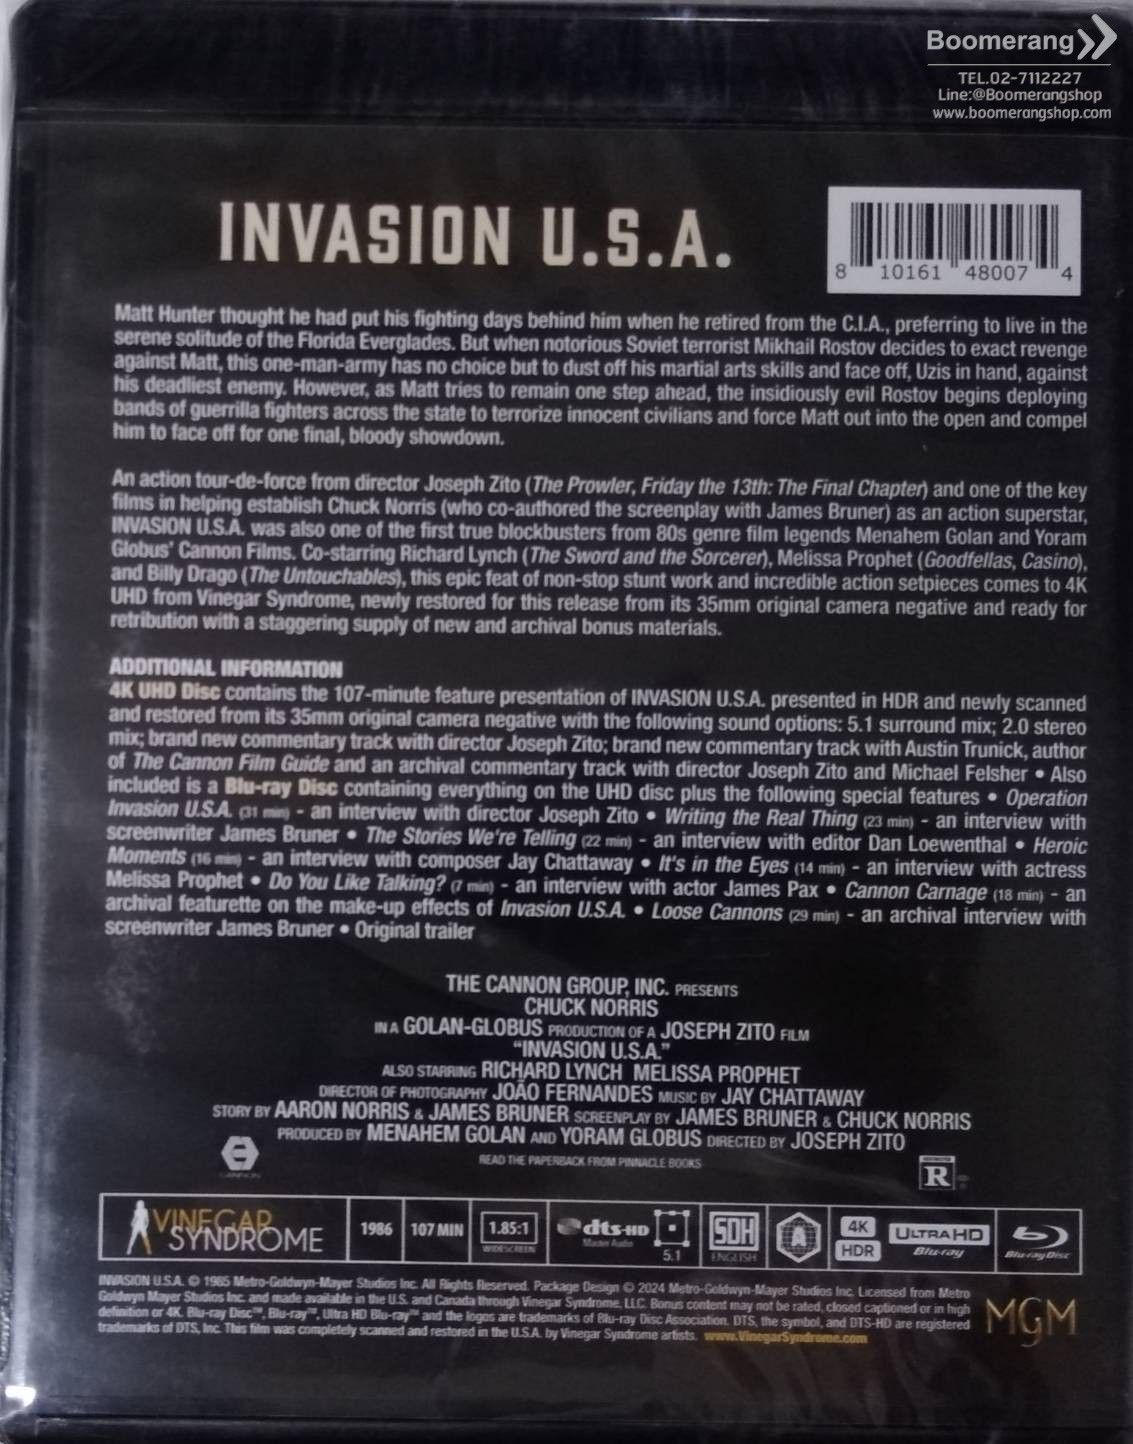 Boomerang
TEL.02-7112227
Line:@Boomerangshop
www.boomerangshop.com
INVASION U.S.A.
8 10161 48007 4
Matt Hunter thought he had put his fighting days behind him when he retired from the C.I.A., preferring to live in the
serene solitude of the Florida Everglades. But when notorious Soviet terrorist Mikhail Rostov decides to exact revenge
against Matt, this one-man-army has no choice but to dust off his martial arts skills and face off, Uzis in hand, against
his deadliest enemy. However, as Matt tries to remain one step ahead, the insidiously evil Rostov begins deploying
bands of guerrilla fighters across the state to terrorize innocent civilians and force Matt out into the open and compel
him to face off for one final, bloody showdown.
An action tour-de-force from director Joseph Zito (The Prowler, Friday the 13th: The Final Chapter) and one of the key
films in helping establish Chuck Norris (who co-authored the screenplay with James Bruner) as an action superstar,
INVASION U.S.A. was also one of the first true blockbusters from 80s genre film legends Menahem Golan and Yoram
Globus' Cannon Films. Co-starring Richard Lynch (The Sword and the Sorcerer), Melissa Prophet (Goodfellas, Casino),
and Billy Drago (The Untouchables), this epic feat of non-stop stunt work and incredible action setpieces comes to 4K
UHD from Vinegar Syndrome, newly restored for this release from its 35mm original camera negative and ready for
retribution with a staggering supply of new and archival bonus materials.
ADDITIONAL INFORMATION
4K UHD Disc contains the 107-minute feature presentation of INVASION U.S.A. presented in HDR and newly scanned
and restored from its 35mm original camera negative with the following sound options: 5.1 surround mix; 2.0 stereo
mix; brand new commentary track with director Joseph Zito; brand new commentary track with Austin Trunick, author
of The Cannon Film Guide and an archival commentary track with director Joseph Zito and Michael Felsher • Also
included is a Blu-ray Disc containing everything on the UHD disc plus the following special features • Operation
Invasion U.S.A. (31 min) - an interview with director Joseph Zito • Writing the Real Thing (23 min) - an interview with
screenwriter James Bruner • The Stories We're Telling (22 min) - an interview with editor Dan Loewenthal • Heroic
Moments (16 min) - an interview with composer Jay Chattaway • It's in the Eyes (14 min) - an interview with actress
Melissa Prophet • Do You Like Talking? (7 min) - an interview with actor James Pax • Cannon Carnage (18 min) - an
archival featurette on the make-up effects of Invasion U.S.A. • Loose Cannons (29 min) - an archival interview with
screenwriter James Bruner • Original trailer
THE CANNON GROUP, INC. PRESENTS
CHUCK NORRIS
IN A GOLAN-GLOBUS PRODUCTION OF A JOSEPH ZITO FILM
"INVASION U.S.A."
ALSO STARRING RICHARD LYNCH MELISSA PROPHET
DIRECTOR OF PHOTOGRAPHY JOÃO FERNANDES MUSIC BY JAY CHATTAWAY
STORY BY AARON NORRIS & JAMES BRUNER SCREENPLAY BY JAMES BRUNER & CHUCK NORRIS
PRODUCED BY MENAHEM GOLAN AND YORAM GLOBUS DIRECTED BY JOSEPH ZITO
READ THE PAPERBACK FROM PINNACLE BOOKS
CANNON
R
VINEGAR SYNDROME
1986
107 MIN
1.85:1
WIDESCREEN
dts-HD
Master Audio
5.1
SDH
ENGLISH
A
4K
HDR
ULTRA HD
Blu-ray
Blu-ray Disc
INVASION U.S.A. © 1985 Metro-Goldwyn-Mayer Studios Inc. All Rights Reserved. Package Design © 2024 Metro-Goldwyn-Mayer Studios Inc. Licensed from Metro
Goldwyn Mayer Studios Inc. and made available in the U.S. and Canada through Vinegar Syndrome, LLC. Bonus content may not be rated, closed captioned or in high
definition or 4K. Blu-ray Disc™, Blu-ray™, Ultra HD Blu-ray™ and the logos are trademarks of Blu-ray Disc Association. DTS, the symbol, and DTS-HD are registered
trademarks of DTS, Inc. This film was completely scanned and restored in the U.S.A. by Vinegar Syndrome artists. www.VinegarSyndrome.com
MGM